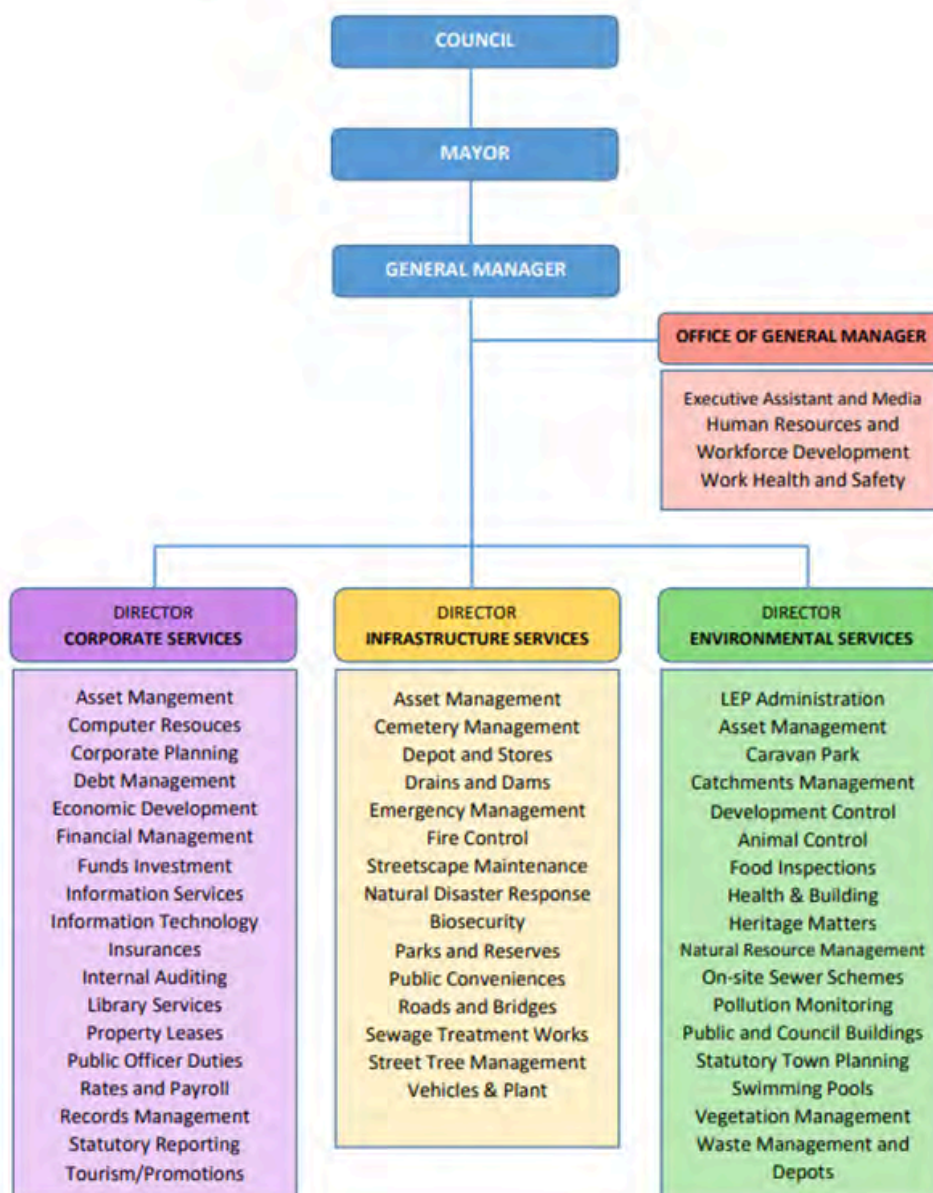 COUNCIL
MAYOR
GENERAL MANAGER
OFFICE OF GENERAL MANAGER
Executive Assistant and Media
Human Resources and
Workforce Development
Work Health and Safety
DIRECTOR
CORPORATE SERVICES
Asset Mangement
Computer Resouces
Corporate Planning
Debt Management
Economic Development
Financial Management
Funds Investment
Information Services
Information Technology
Insurances
Internal Auditing
Library Services
Property Leases
Public Officer Duties
Rates and Payroll
Records Management
Statutory Reporting
Tourism/Promotions
DIRECTOR
INFRASTRUCTURE SERVICES
Asset Management
Cemetery Management
Depot and Stores
Drains and Dams
Emergency Management
Fire Control
Streetscape Maintenance
Natural Disaster Response
Biosecurity
Parks and Reserves
Public Conveniences
Roads and Bridges
Sewage Treatment Works
Street Tree Management
Vehicles & Plant
DIRECTOR
ENVIRONMENTAL SERVICES
LEP Administration
Asset Management
Caravan Park
Catchments Management
Development Control
Animal Control
Food Inspections
Health & Building
Heritage Matters
Natural Resource Management
On-site Sewer Schemes
Pollution Monitoring
Public and Council Buildings
Statutory Town Planning
Swimming Pools
Vegetation Management
Waste Management and
Depots